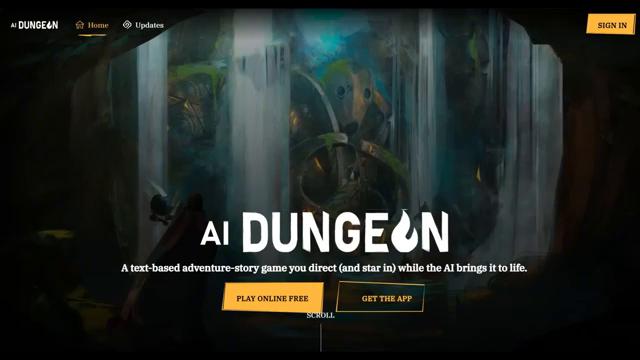 AI DUNGEON
Home
Updates
SIGN IN
AI DUNGEON
A text-based adventure-story game you direct (and star in) while the AI brings it to life.
PLAY ONLINE FREE
GET THE APP
SCROLL